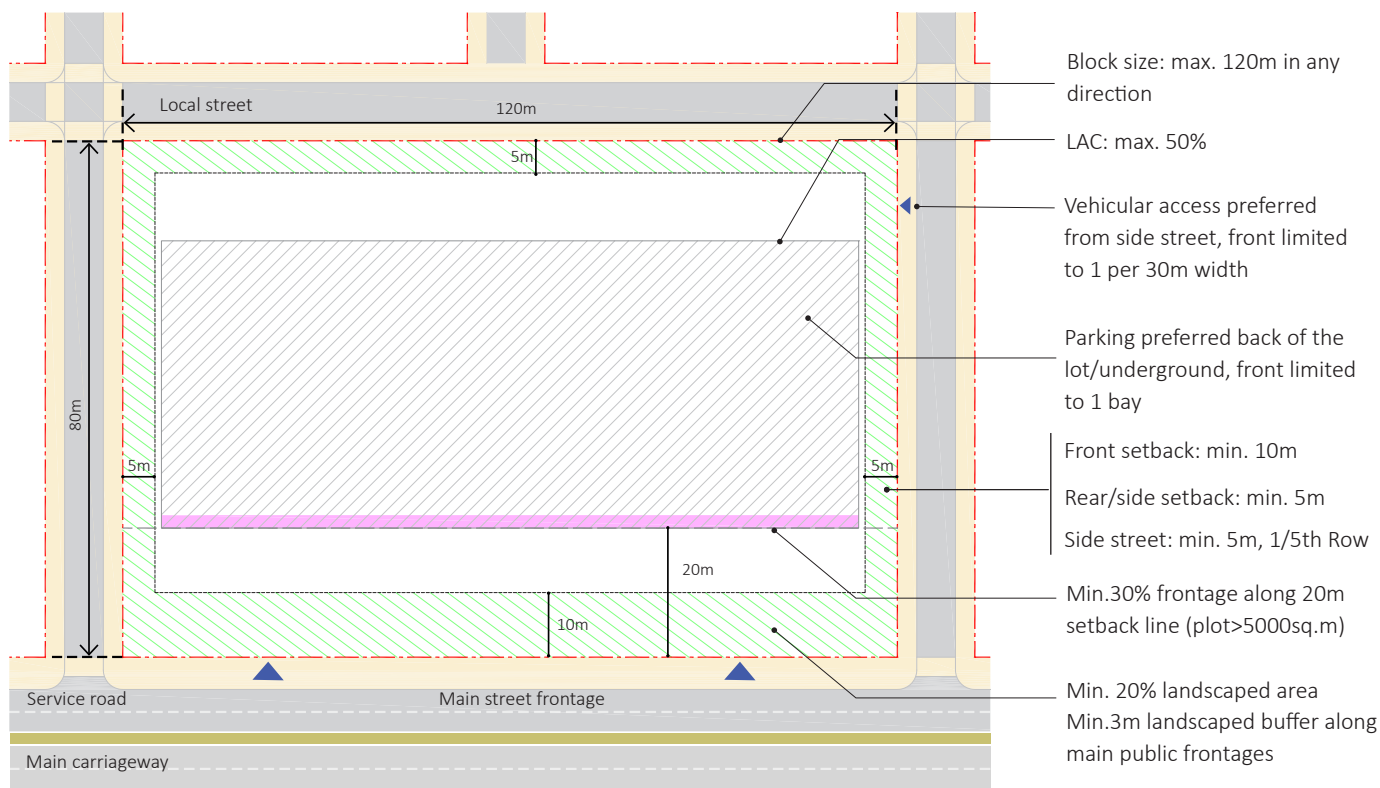 Local street
120m
5m
80m
5m
5m
20m
10m
Service road
Main street frontage
Main carriageway
Block size: max. 120m in any
direction
LAC: max. 50%
Vehicular access preferred
from side street, front limited
to 1 per 30m width
Parking preferred back of the
lot/underground, front limited
to 1 bay
Front setback: min. 10m
Rear/side setback: min. 5m
Side street: min. 5m, 1/5th Row
Min.30% frontage along 20m
setback line (plot>5000sq.m)
Min. 20% landscaped area
Min.3m landscaped buffer along
main public frontages